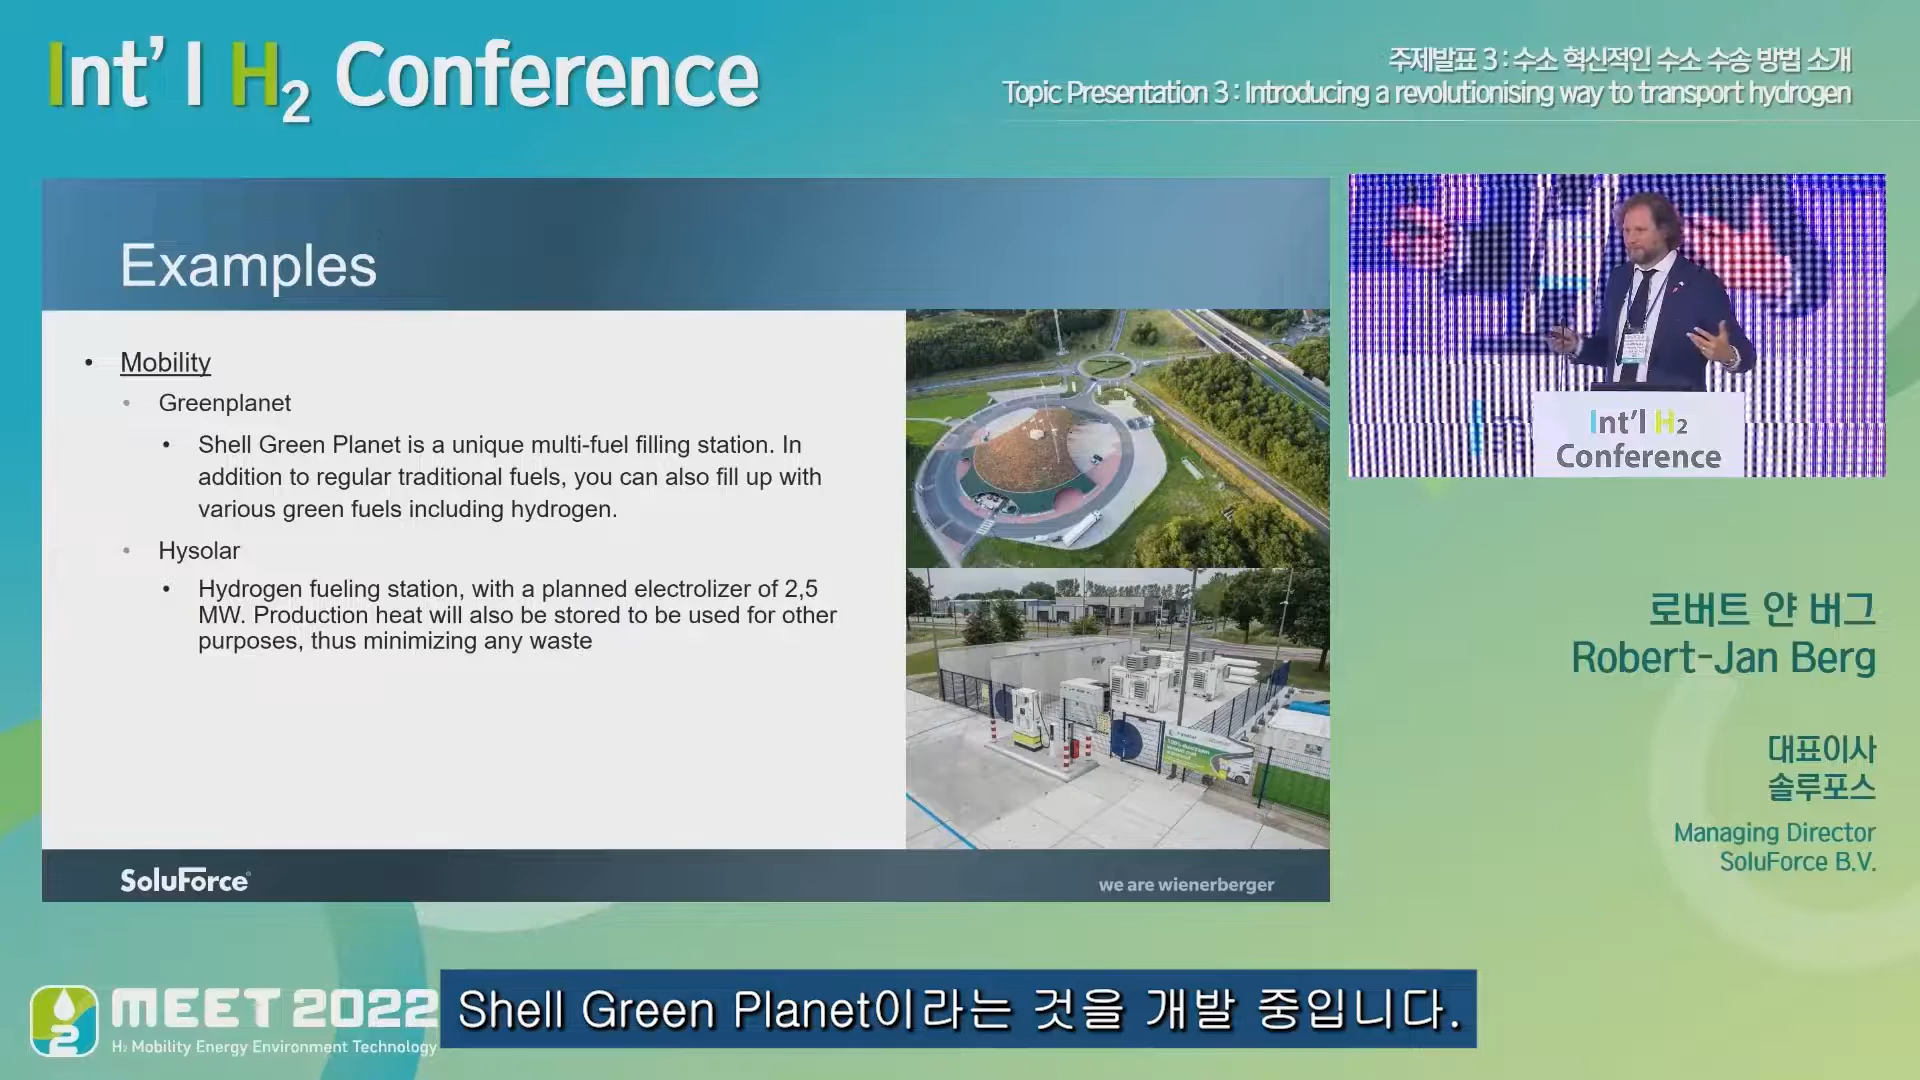 Int' l H2 Conference
주제발표 3 : 수소 혁신적인 수소 수송 방법 소개
Topic Presentation 3 : Introducing a revolutionising way to transport hydrogen
Examples
• Mobility
• Greenplanet
• Shell Green Planet is a unique multi-fuel filling station. In
addition to regular traditional fuels, you can also fill up with
various green fuels including hydrogen.
• Hysolar
• Hydrogen fueling station, with a planned electrolizer of 2,5
MW. Production heat will also be stored to be used for other
purposes, thus minimizing any waste
SoluForce
we are wienerberger
Int'l H2
Conference
로버트 얀 버그
Robert-Jan Berg
대표이사
솔루포스
Managing Director
SoluForce B.V.
2
MEET 2022
H2 Mobility Energy Environment Technology
Shell Green Planet이라는 것을 개발 중입니다.